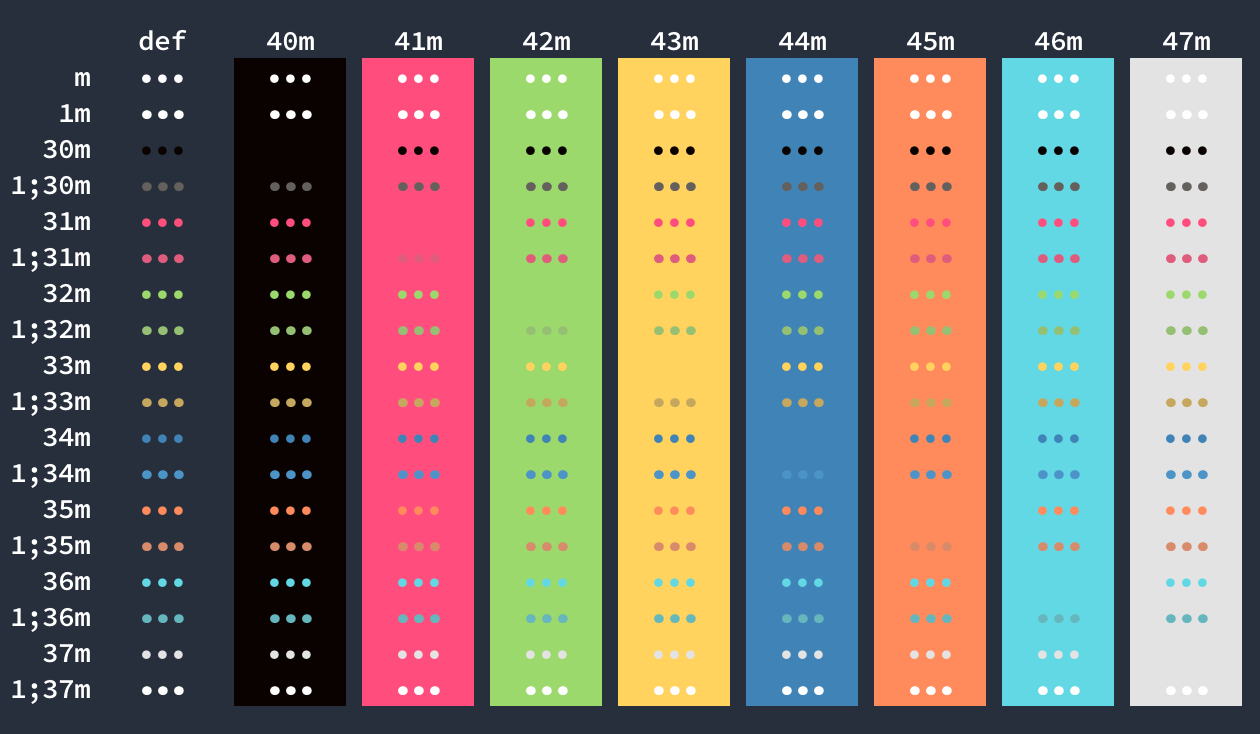 def 40m 41m 42m 43m 44m 45m 46m 47m
m ••• ••• ••• ••• ••• ••• ••• ••• •••
1m ••• ••• ••• ••• ••• ••• ••• ••• •••
30m ••• ••• ••• ••• ••• ••• ••• •••
1;30m ••• ••• ••• ••• ••• ••• ••• ••• •••
31m ••• ••• ••• ••• ••• ••• ••• •••
1;31m ••• ••• ••• ••• ••• ••• ••• ••• •••
32m ••• ••• ••• ••• ••• ••• ••• •••
1;32m ••• ••• ••• ••• ••• ••• ••• ••• •••
33m ••• ••• ••• ••• ••• ••• ••• •••
1;33m ••• ••• ••• ••• ••• ••• ••• ••• •••
34m ••• ••• ••• ••• ••• ••• ••• •••
1;34m ••• ••• ••• ••• ••• ••• ••• ••• •••
35m ••• ••• ••• ••• ••• ••• ••• •••
1;35m ••• ••• ••• ••• ••• ••• ••• ••• •••
36m ••• ••• ••• ••• ••• ••• ••• •••
1;36m ••• ••• ••• ••• ••• ••• ••• ••• •••
37m ••• ••• ••• ••• ••• ••• ••• •••
1;37m ••• ••• ••• ••• ••• ••• ••• ••• •••